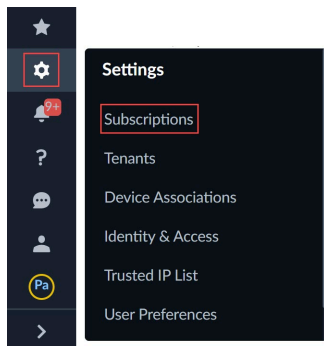 Settings
9+
Subscriptions
?
Tenants
Device Associations
Identity & Access
Trusted IP List
Pa
User Preferences